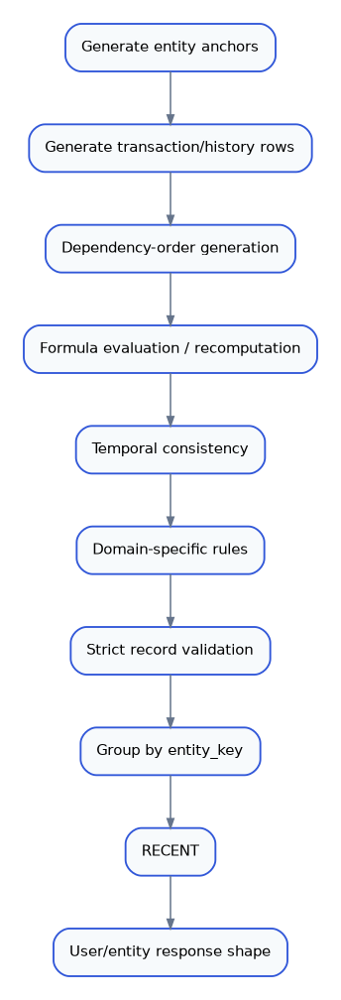 Generate entity anchors
Generate transaction/history rows
Dependency-order generation
Formula evaluation / recomputation
Temporal consistency
Domain-specific rules
Strict record validation
Group by entity_key
RECENT
User/entity response shape